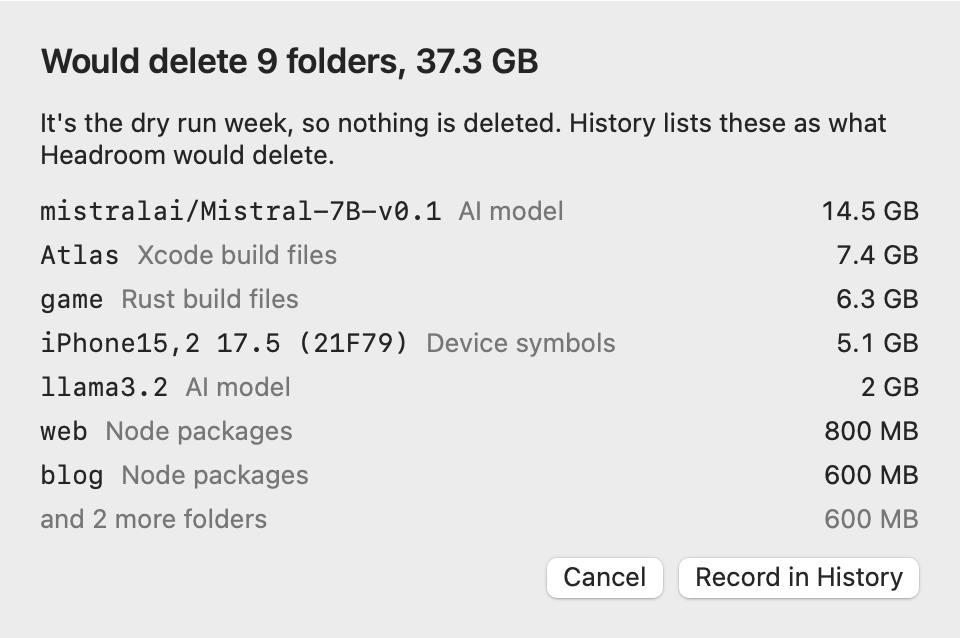 Would delete 9 folders, 37.3 GB
It's the dry run week, so nothing is deleted. History lists these as what
Headroom would delete.
mistralai/Mistral-7B-v0.1 AI model 14.5 GB
Atlas Xcode build files 7.4 GB
game Rust build files 6.3 GB
iPhone15,2 17.5 (21F79) Device symbols 5.1 GB
llama3.2 AI model 2 GB
web Node packages 800 MB
blog Node packages 600 MB
and 2 more folders 600 MB
Cancel Record in History